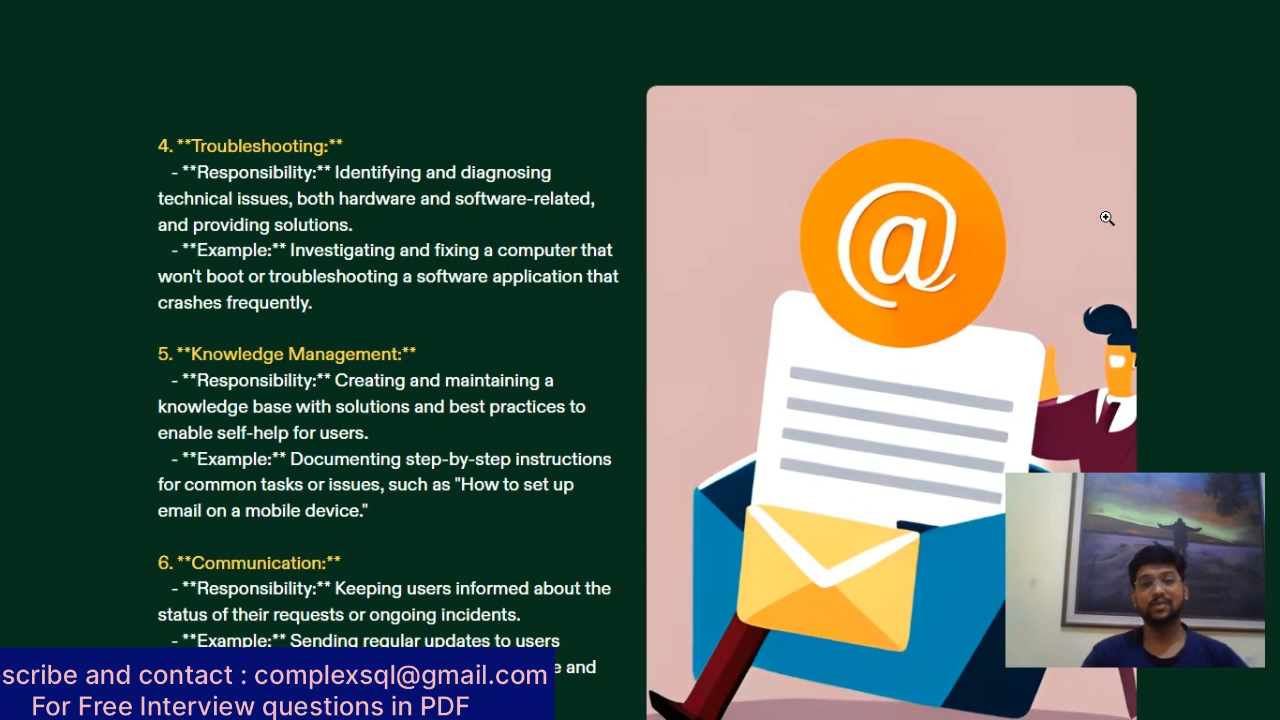 4. **Troubleshooting:**
- **Responsibility:** Identifying and diagnosing
technical issues, both hardware and software-related,
and providing solutions.
- **Example:** Investigating and fixing a computer that
won't boot or troubleshooting a software application that
crashes frequently.
5. **Knowledge Management:**
- **Responsibility:** Creating and maintaining a
knowledge base with solutions and best practices to
enable self-help for users.
- **Example:** Documenting step-by-step instructions
for common tasks or issues, such as "How to set up
email on a mobile device."
6. **Communication:**
- **Responsibility:** Keeping users informed about the
status of their requests or ongoing incidents.
- **Example:** Sending regular updates to users
and
@
scribe and contact : complexsql@gmail.com
For Free Interview questions in PDF